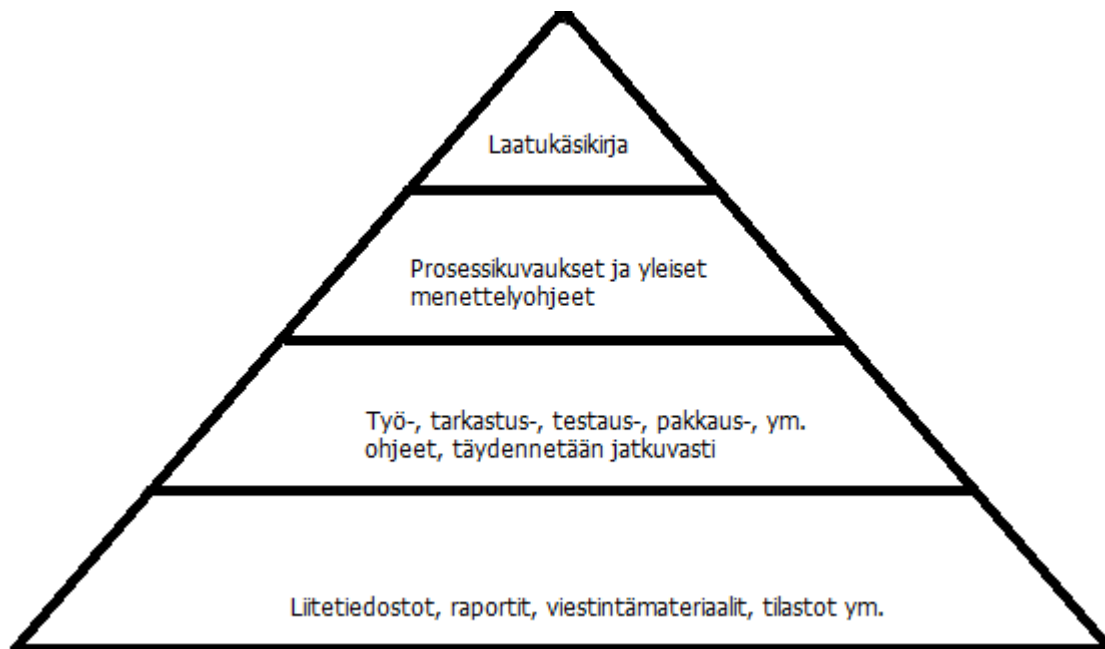 Laatukäsikirja
Prosessikuvaukset ja yleiset
menettelyohjeet
Työ-, tarkastus-, testaus-, pakkaus-, ym.
ohjeet, täydennetään jatkuvasti
Liitetiedostot, raportit, viestintämateriaalit, tilastot ym.